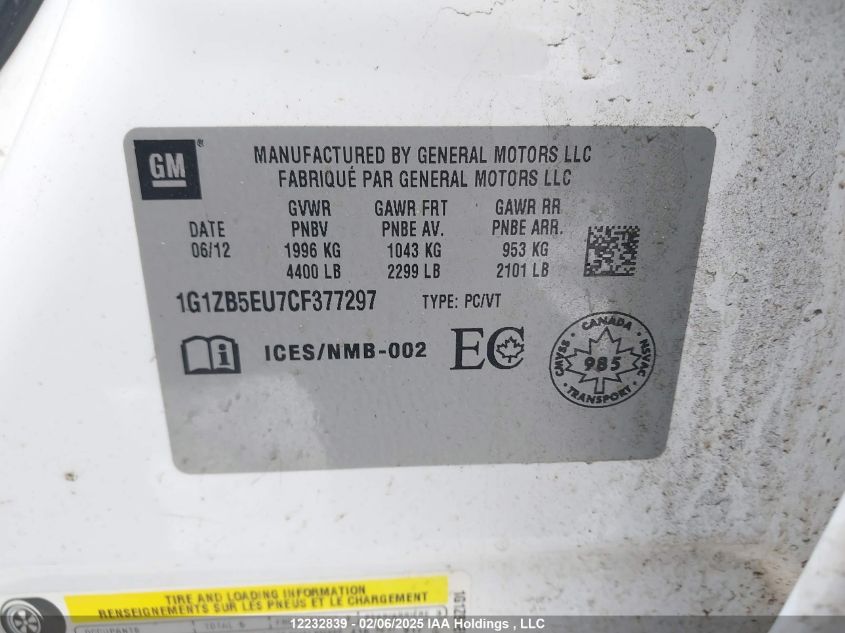 GM
MANUFACTURED BY GENERAL MOTORS LLC
FABRIQUÉ PAR GENERAL MOTORS LLC
GVWR GAWR FRT GAWR RR
DATE PNBV PNBE AV. PNBE ARR.
06/12 1996 KG 1043 KG 953 KG
4400 LB 2299 LB 2101 LB
1G1ZB5EU7CF377297 TYPE: PC/VT
ICES/NMB-002 EC
CANADA
CMVSS 985 NSVAC
TRANSPORT
TIRE AND LOADING INFORMATION
RENSEIGNEMENTS SUR LES PNEUS ET LE CHARGEMENT
TOTAL
12232839 - 02/06/2025 IAA Holdings , LLC